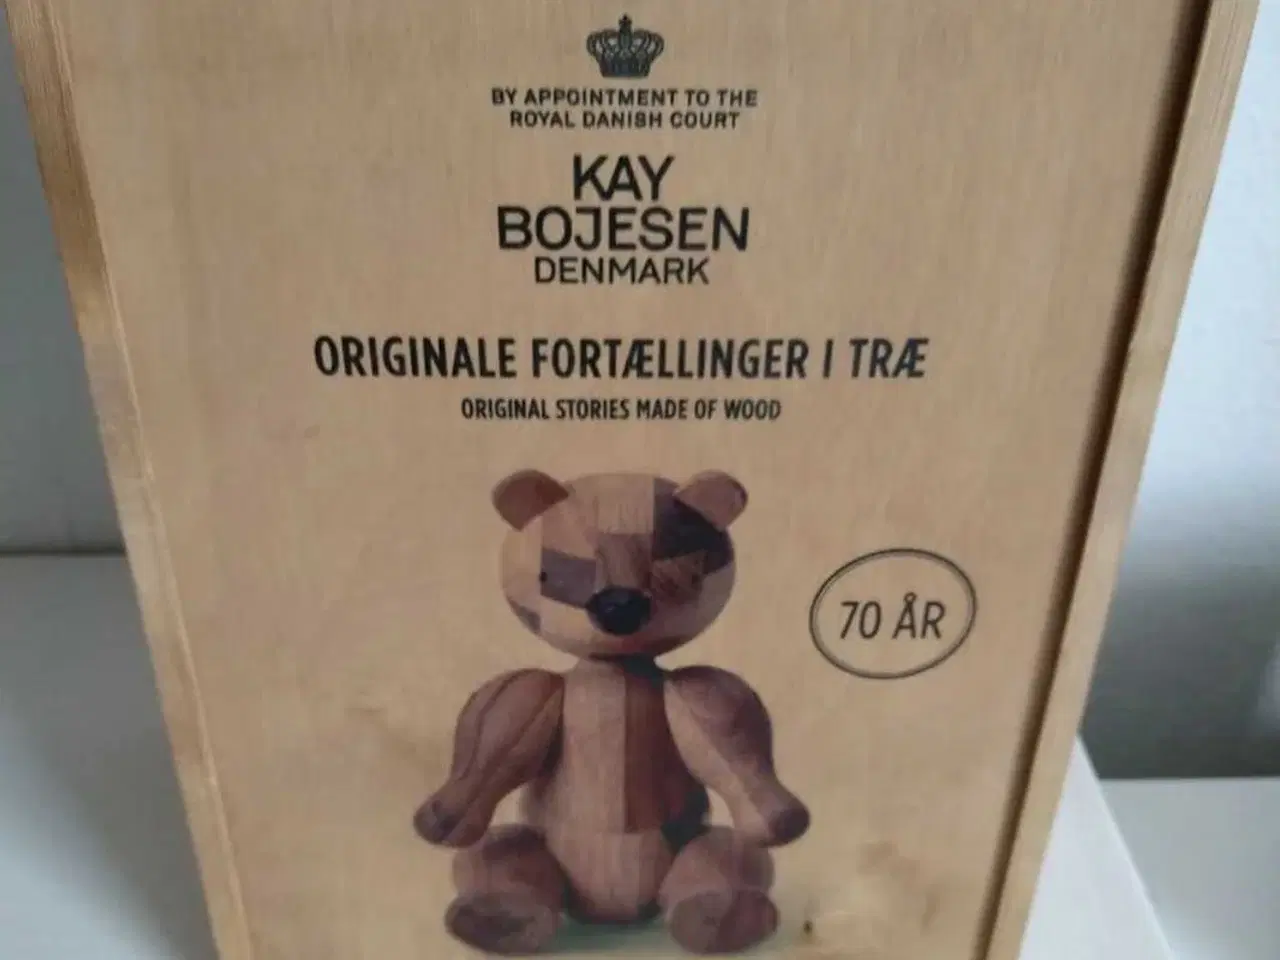 BY APPOINTMENT TO THE
ROYAL DANISH COURT
KAY
BOJESEN
DENMARK
ORIGINALE FORTÆLLINGER I TRÆ
ORIGINAL STORIES MADE OF WOOD
70 ÅR